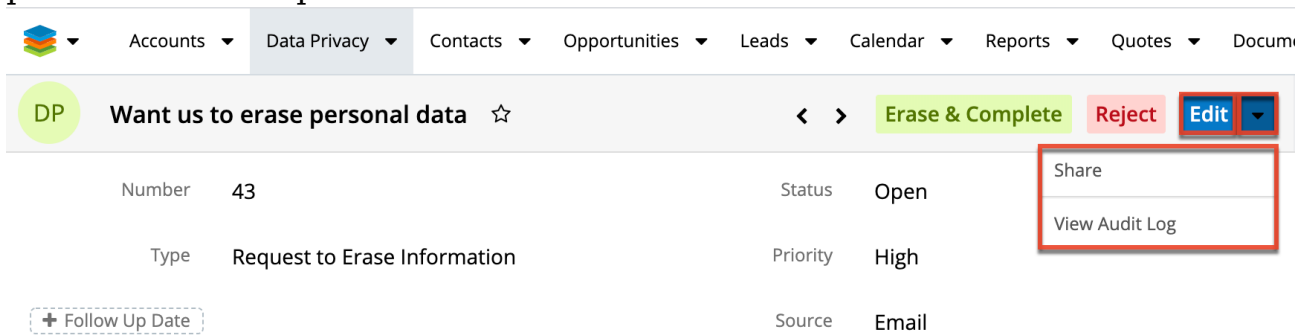 Accounts Data Privacy Contacts Opportunities Leads Calendar Reports Quotes Docum
DP Want us to erase personal data Erase & Complete Reject Edit
Share
Number 43 Status Open
View Audit Log
Type Request to Erase Information Priority High
+ Follow Up Date Source Email